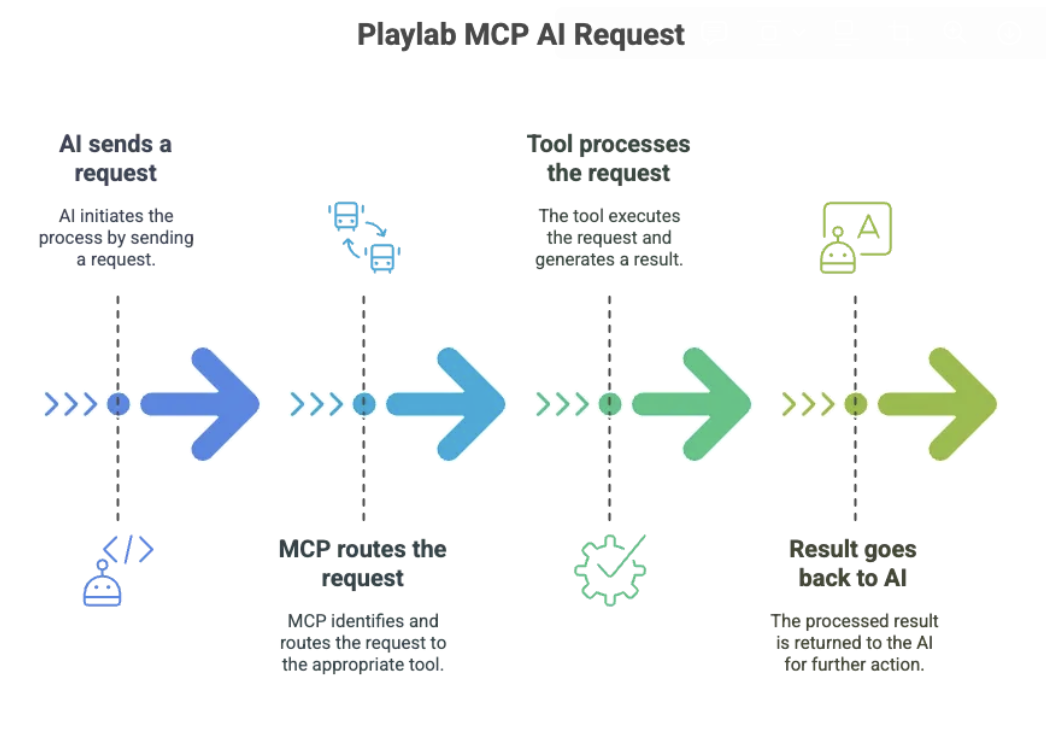 Playlab MCP AI Request
AI sends a
request
AI initiates the
process by sending
a request.
Tool processes
the request
The tool executes
the request and
generates a result.
A
</>
MCP routes the
request
MCP identifies and
routes the request to
the appropriate tool.
Result goes
back to AI
The processed result
is returned to the AI
for further action.